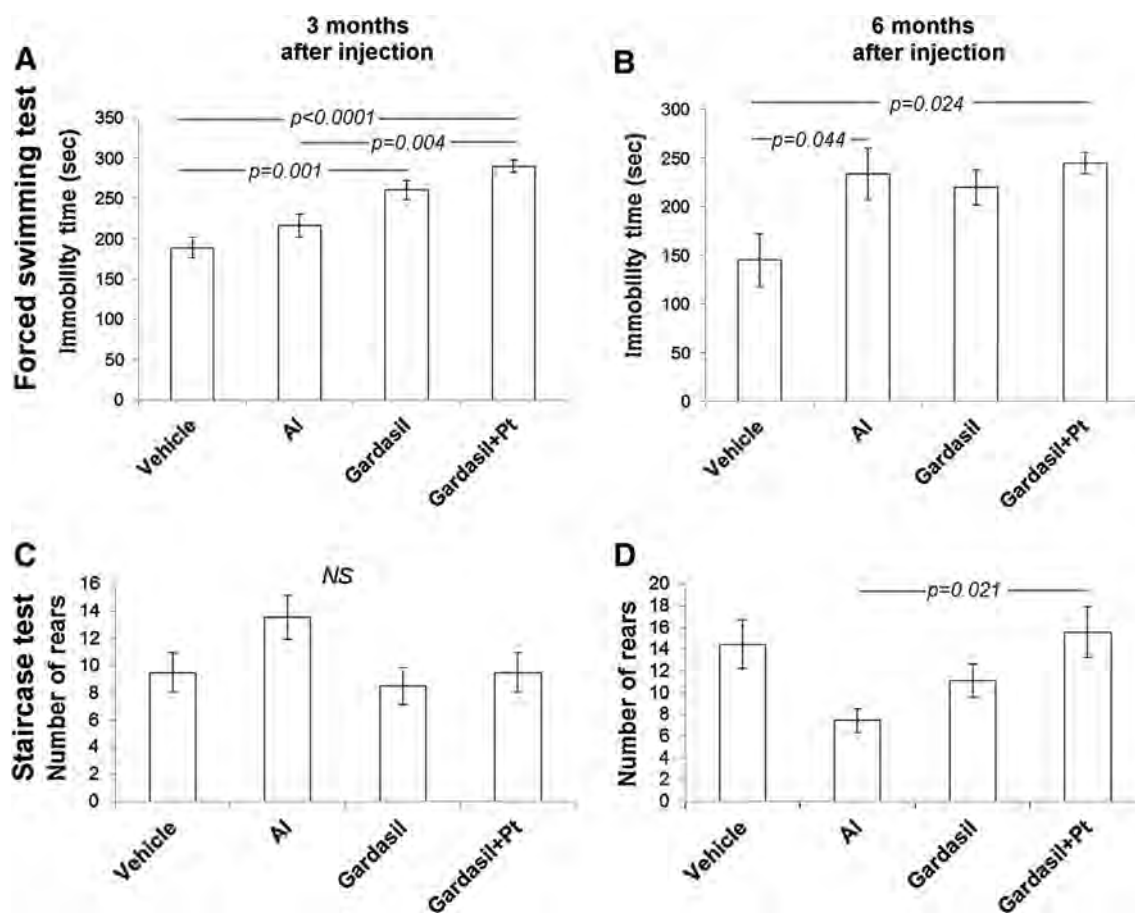 3 months
after injection
6 months
after injection
A
Forced swimming test
Immobility time (sec)
350
300
250
200
150
100
50
0
p<0.0001
p=0.004
p=0.001
Vehicle
Al
Gardasil
Gardasil+Pt
B
Immobility time (sec)
300
250
200
150
100
50
0
p=0.024
p=0.044
Vehicle
Al
Gardasil
Gardasil+Pt
C
Staircase test
Number of rears
16
14
12
10
8
6
4
2
0
NS
Vehicle
Al
Gardasil
Gardasil+Pt
D
Number of rears
20
18
16
14
12
10
8
6
4
2
0
p=0.021
Vehicle
Al
Gardasil
Gardasil+Pt